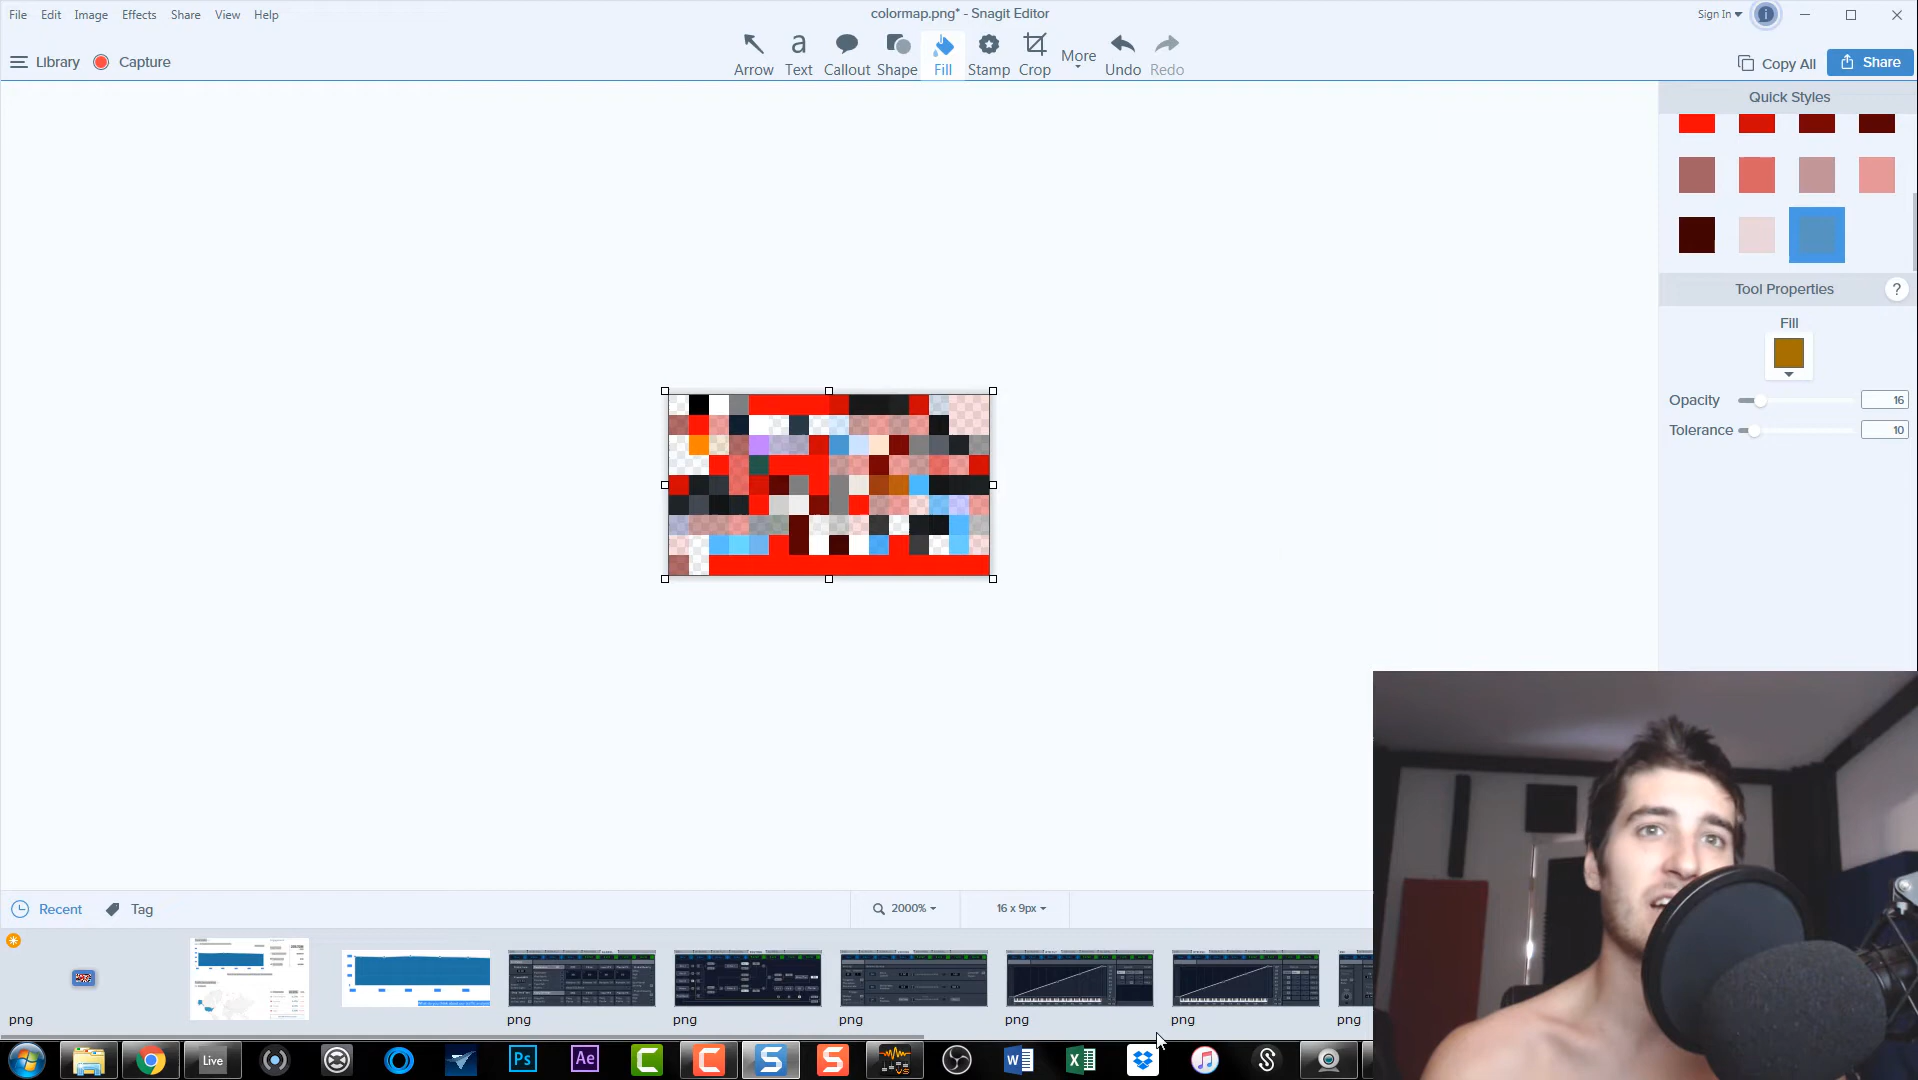 File Edit Image Effects Share View Help
colormap.png* - Snagit Editor
Sign In
Library Capture
Arrow Text Callout Shape Fill Stamp Crop More Undo Redo
Copy All Share
Quick Styles
Tool Properties ?
Fill
Opacity 16
Tolerance 10
Recent Tag
2000%
16 x 9px
png png png png png png png
Live Ps Ae